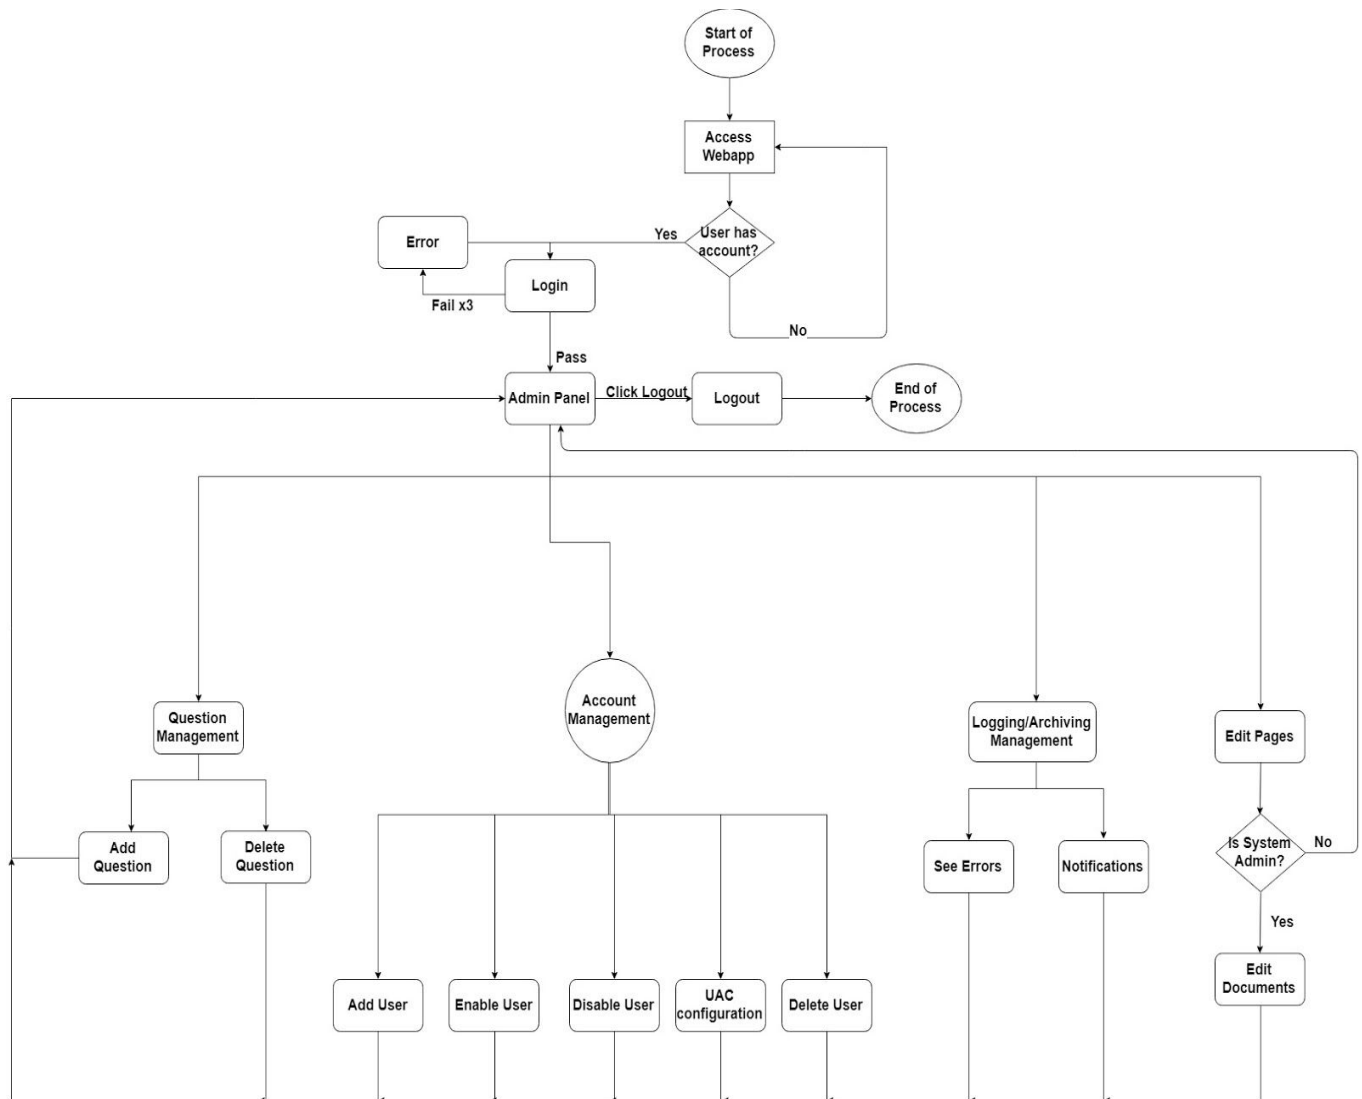 Start of
Process
Access
Webapp
User has
account?
Yes
No
Error
Login
Fail x3
Pass
Admin Panel
Click Logout
Logout
End of
Process
Question
Management
Account
Management
Logging/Archiving
Management
Edit Pages
Add
Question
Delete
Question
See Errors
Notifications
Is System
Admin?
No
Yes
Add User
Enable User
Disable User
UAC
configuration
Delete User
Edit
Documents